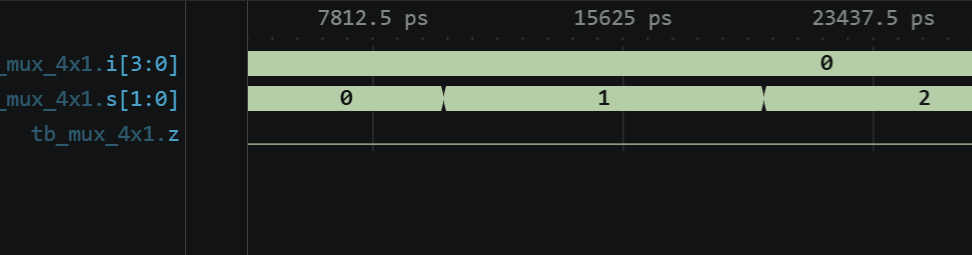 7812.5 ps 15625 ps 23437.5 ps
_mux_4x1.i[3:0] 0
_mux_4x1.s[1:0] 0 1 2
tb_mux_4x1.z